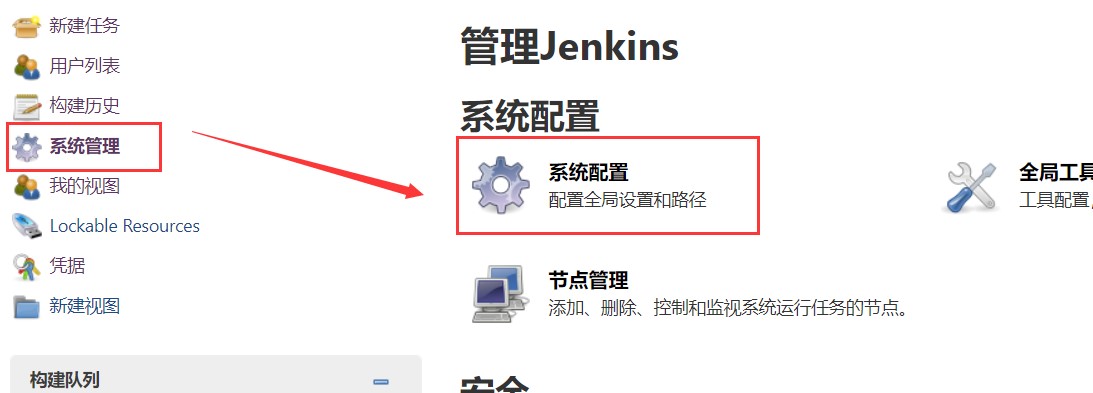 新建任务
用户列表
构建历史
系统管理
我的视图
Lockable Resources
凭据
新建视图
构建队列
管理Jenkins
系统配置
系统配置
配置全局设置和路径
全局工具
工具配置,
节点管理
添加、删除、控制和监视系统运行任务的节点。
安全